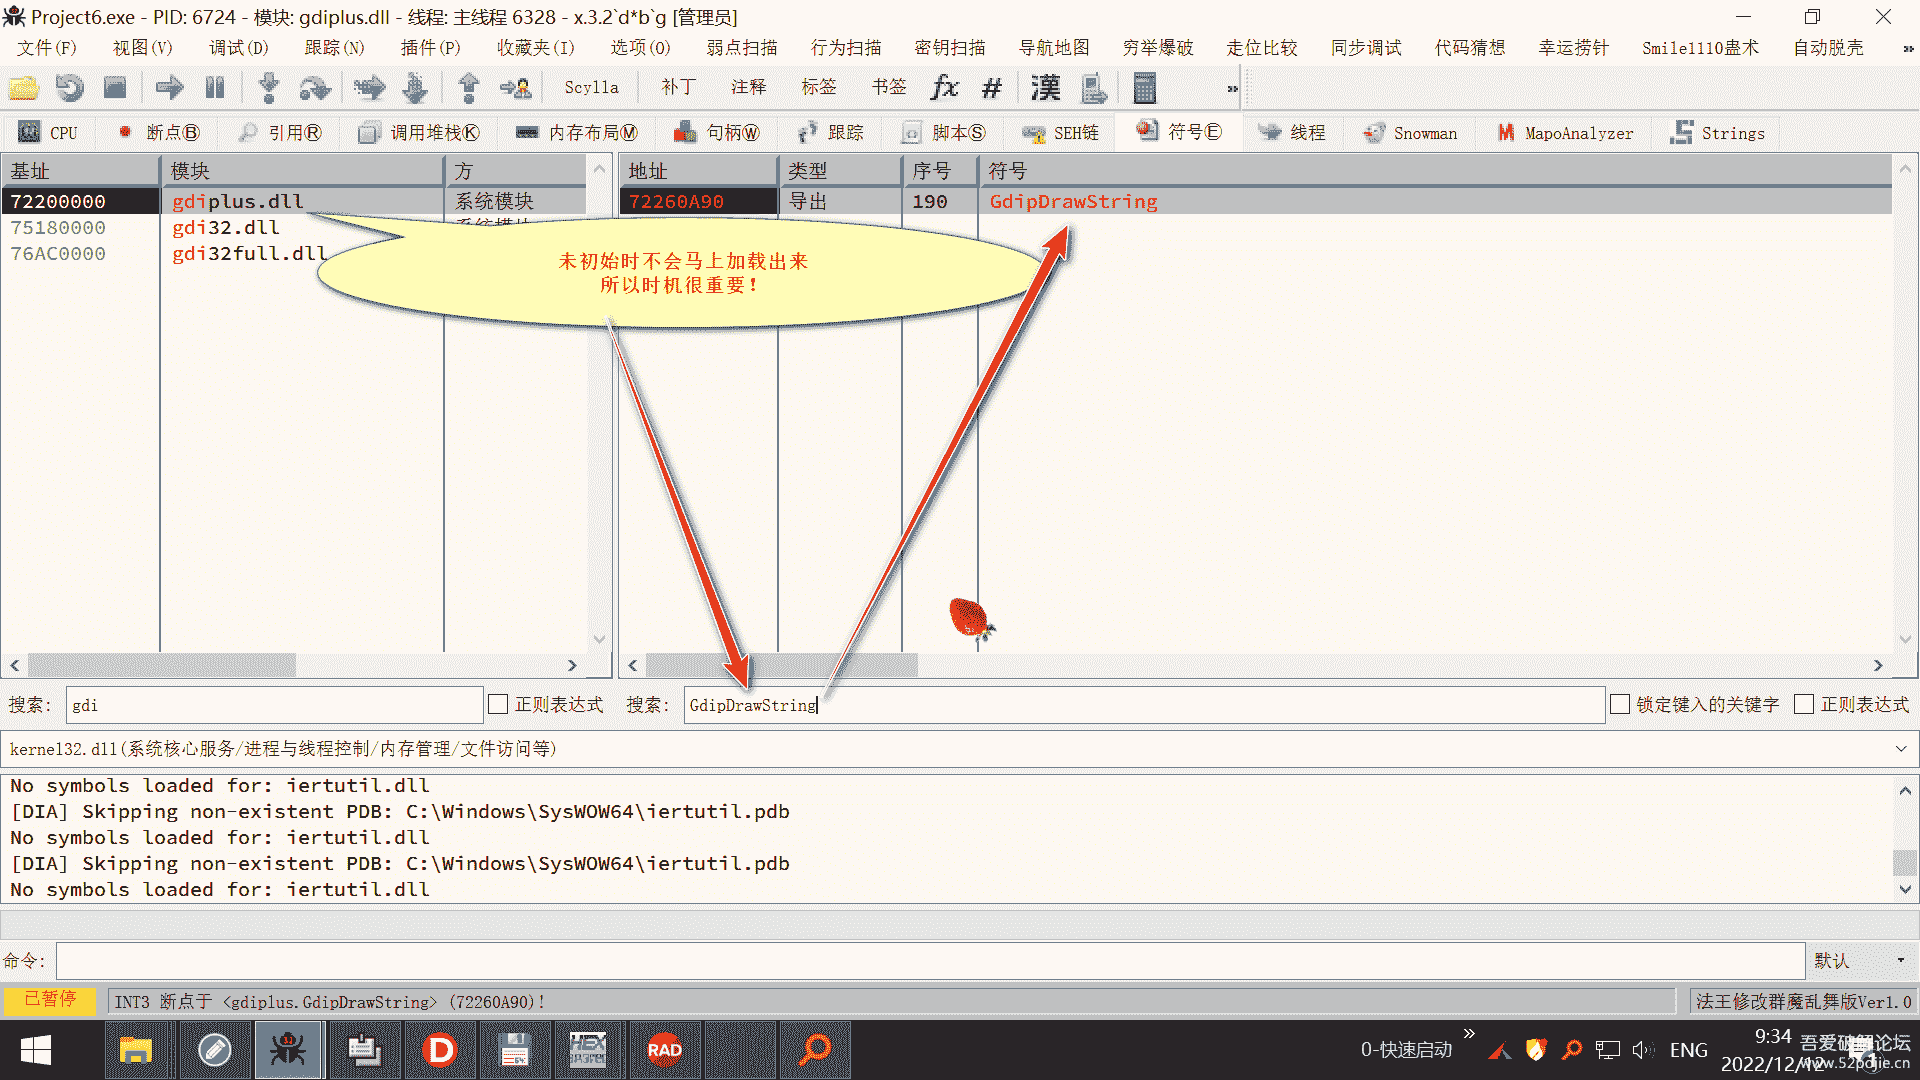 Project6.exe - PID: 6724 - 模块: gdiplus.dll - 线程: 主线程 6328 - x.3.2`d*b`g [管理员]
文件(F) 视图(V) 调试(D) 跟踪(N) 插件(P) 收藏夹(I) 选项(O) 弱点扫描 行为扫描 密钥扫描 导航地图 穷举爆破 走位比较 同步调试 代码猜想 幸运捞针 Smile1110蛊术 自动脱壳 »
Scylla 补丁 注释 标签 书签 fx # 漢 »
CPU 断点Ⓑ 引用Ⓡ 调用堆栈Ⓚ 内存布局Ⓜ 句柄Ⓦ 跟踪 脚本Ⓢ SEH链 符号Ⓔ 线程 Snowman MapoAnalyzer Strings
基址 模块 方 地址 类型 序号 符号
72200000 gdiplus.dll 系统模块 72260A90 导出 190 GdipDrawString
75180000 gdi32.dll
76AC0000 gdi32full.dll
未初始时不会马上加载出来
所以时机很重要!
搜索: gdi 正则表达式 搜索: GdipDrawString 锁定键入的关键字 正则表达式
kernel32.dll(系统核心服务/进程与线程控制/内存管理/文件访问等)
No symbols loaded for: iertutil.dll
[DIA] Skipping non-existent PDB: C:\Windows\SysWOW64\iertutil.pdb
No symbols loaded for: iertutil.dll
[DIA] Skipping non-existent PDB: C:\Windows\SysWOW64\iertutil.pdb
No symbols loaded for: iertutil.dll
命令: 默认
已暂停 INT3 断点于 <gdiplus.GdipDrawString> (72260A90)! 法王修改群魔乱舞版Ver1.0
D 64 HEX RAD 0-快速启动 » ENG 9:34
2022/12/12
吾爱破解论坛
www.52pojie.cn